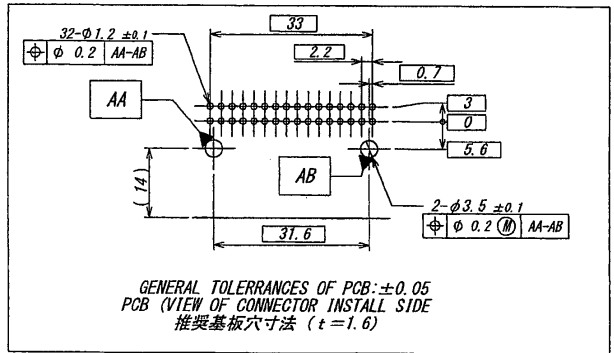 33
32-φ1.2 ±0.1
⌖ φ 0.2 AA-AB
2.2
0.7
AA
3
0
5.6
AB
(14)
2-φ3.5 ±0.1
⌖ φ 0.2 Ⓜ AA-AB
31.6
GENERAL TOLERRANCES OF PCB:±0.05
PCB (VIEW OF CONNECTOR INSTALL SIDE
推奨基板穴寸法 (t=1.6)